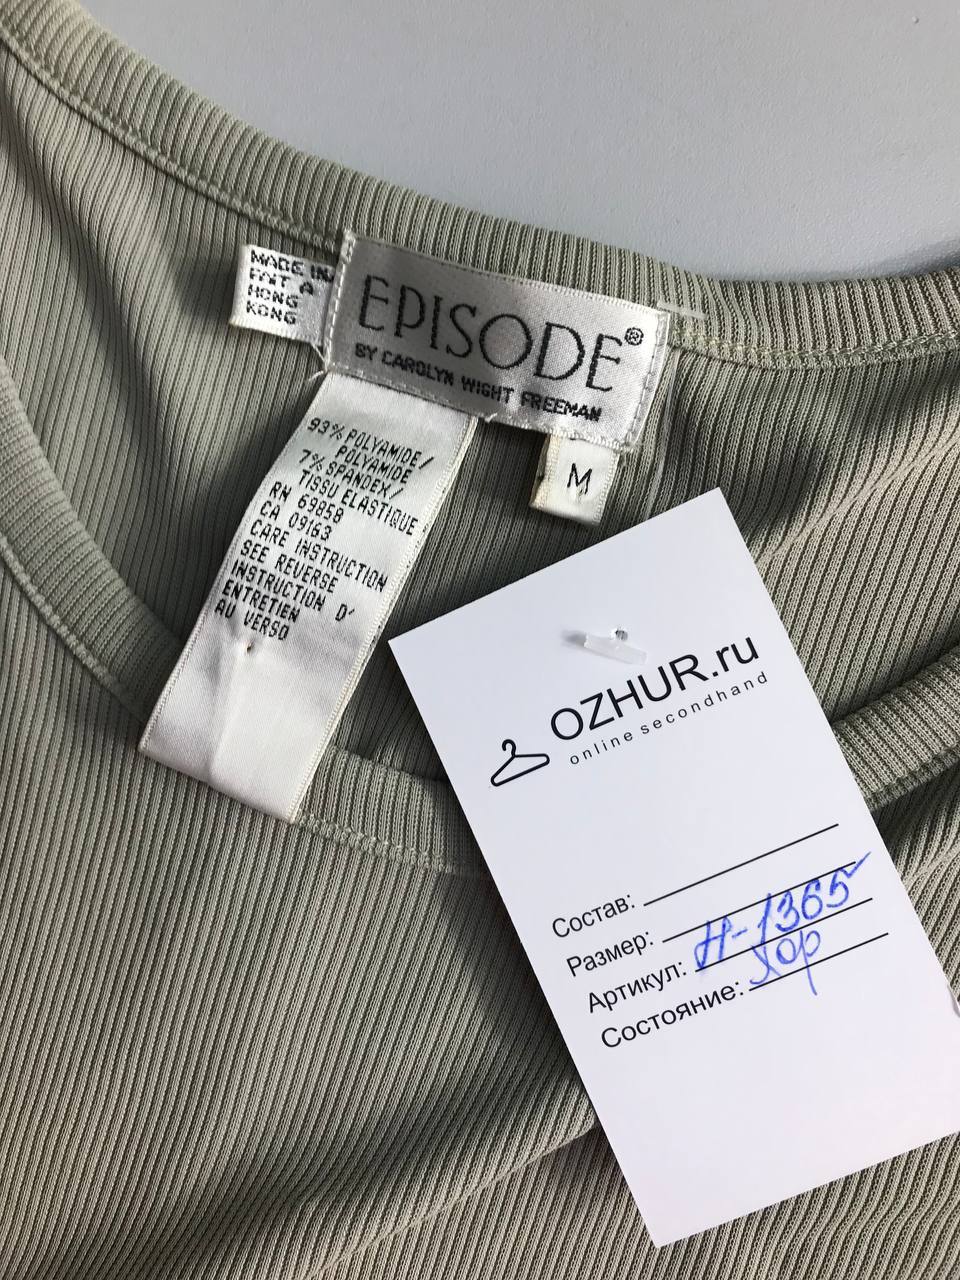 MADE IN
FAIT A
HONG
KONG
EPISODE®
BY CAROLYN WIGHT FREEMAN
M
93% POLYAMIDE/
POLYAMIDE
7% SPANDEX/
TISSU ELASTIQUE
RN 69858
CA 09163
CARE INSTRUCTION
SEE REVERSE
INSTRUCTION D'
ENTRETIEN
AU VERSO
OZHUR.ru
online secondhand
Состав:
Размер:
Артикул: Н-1365
Состояние: Хор